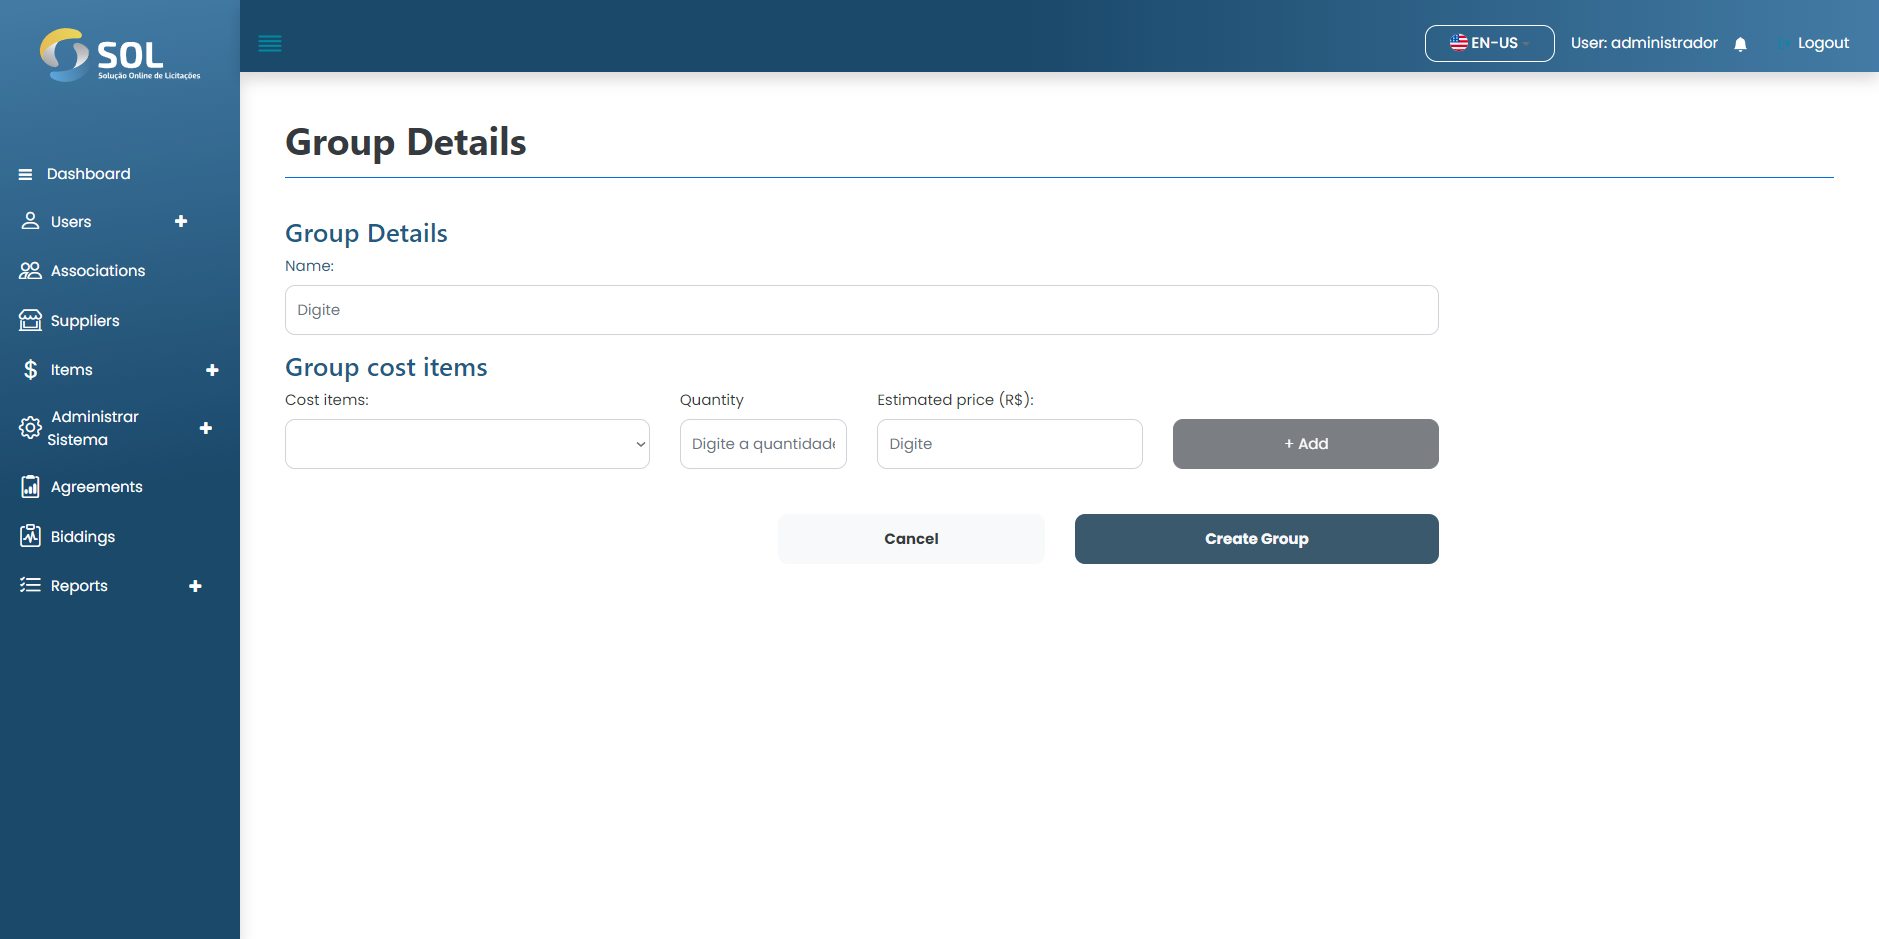 SOL
Solução Online de Licitações
EN-US
User: administrador
Logout
Dashboard
Users
Associations
Suppliers
Items
Administrar
Sistema
Agreements
Biddings
Reports
Group Details
Group Details
Name:
Digite
Group cost items
Cost items:
Quantity
Estimated price (R$):
Digite a quantidade
Digite
+ Add
Cancel
Create Group